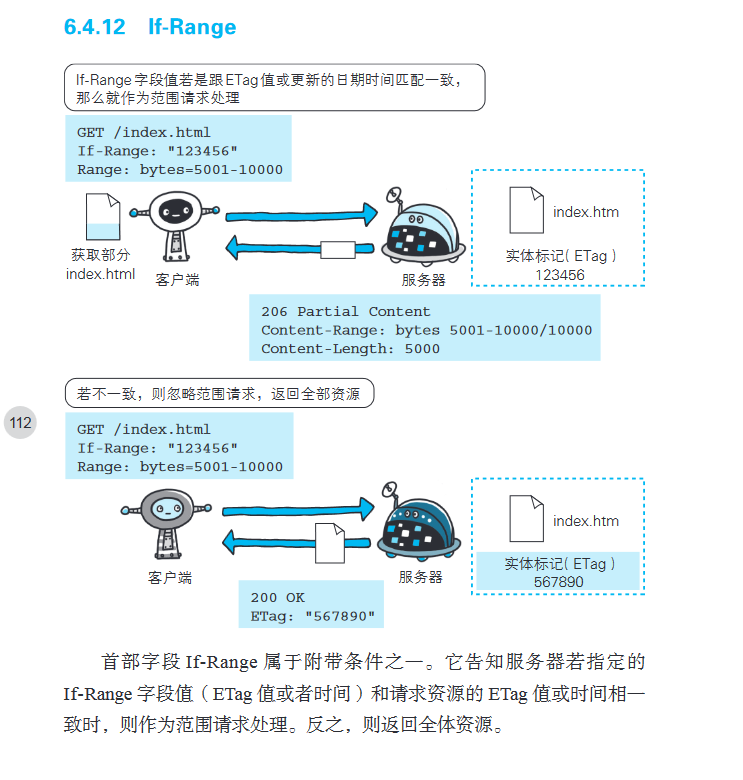 6.4.12 If-Range
If-Range 字段值若是跟ETag值或更新的日期时间匹配一致，
那么就作为范围请求处理
GET /index.html
If-Range: "123456"
Range: bytes=5001-10000
获取部分
index.html
客户端
服务器
index.htm
实体标记( ETag )
123456
206 Partial Content
Content-Range: bytes 5001-10000/10000
Content-Length: 5000
若不一致，则忽略范围请求，返回全部资源
112
GET /index.html
If-Range: "123456"
Range: bytes=5001-10000
客户端
服务器
index.htm
实体标记( ETag )
567890
200 OK
ETag: "567890"
首部字段 If-Range 属于附带条件之一。它告知服务器若指定的
If-Range 字段值（ETag 值或者时间）和请求资源的 ETag 值或时间相一
致时，则作为范围请求处理。反之，则返回全体资源。